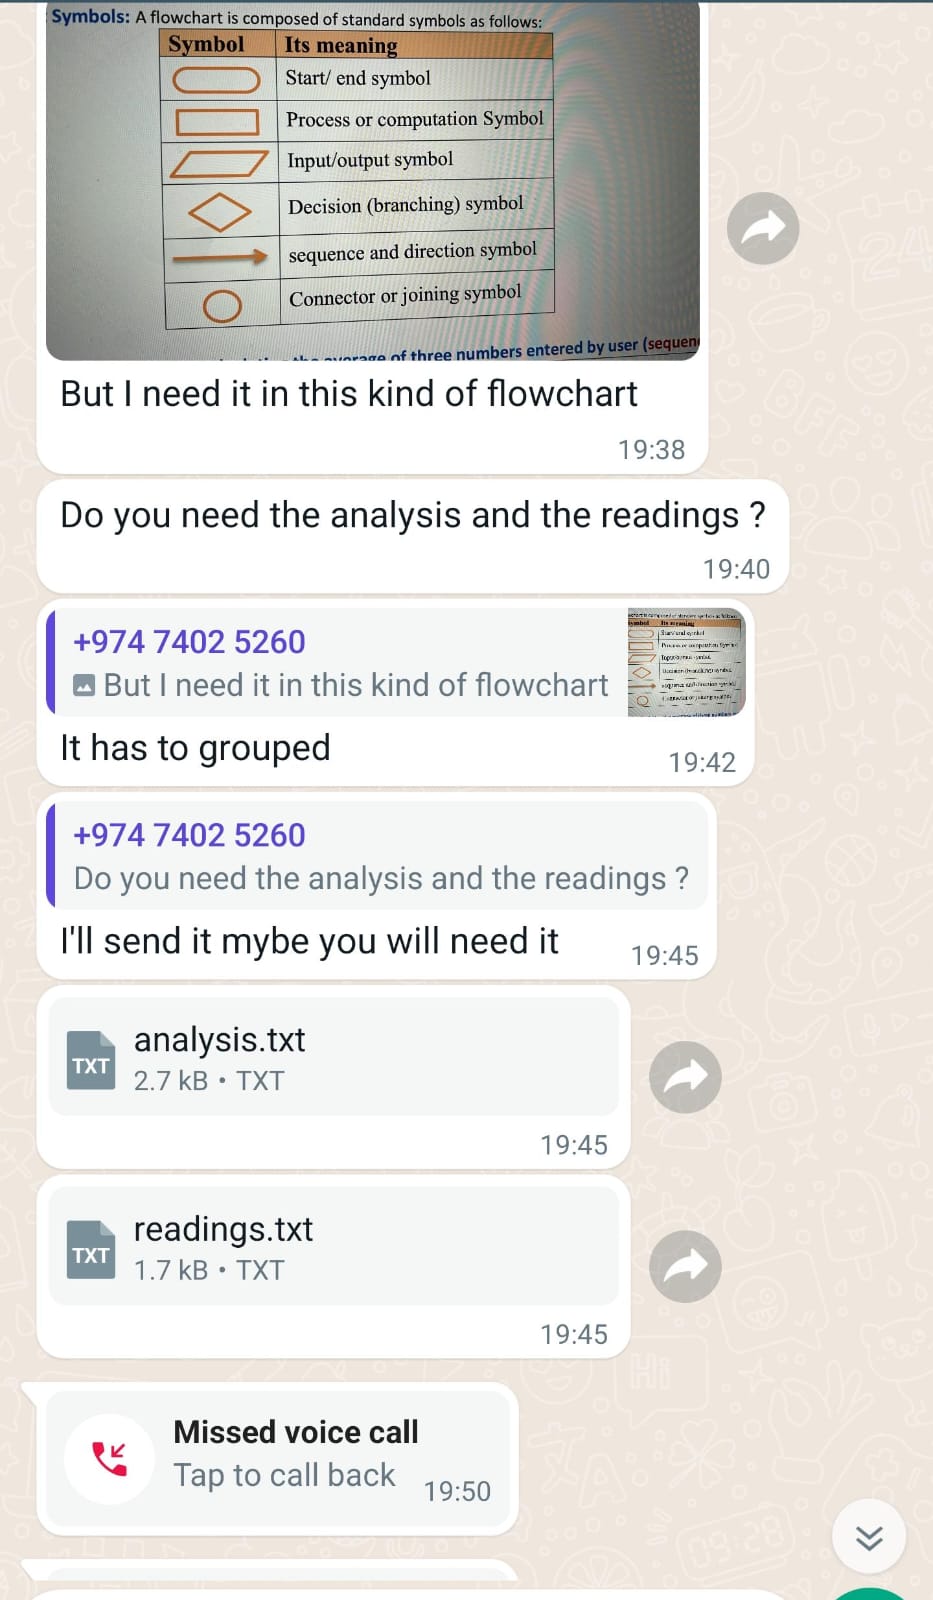 Symbols: A flowchart is composed of standard symbols as follows:
Symbol Its meaning
Start/ end symbol
Process or computation Symbol
Input/output symbol
Decision (branching) symbol
sequence and direction symbol
Connector or joining symbol
average of three numbers entered by user (sequen
But I need it in this kind of flowchart
19:38
Do you need the analysis and the readings ?
19:40
+974 7402 5260
But I need it in this kind of flowchart
It has to grouped
19:42
+974 7402 5260
Do you need the analysis and the readings ?
I'll send it mybe you will need it
19:45
TXT
analysis.txt
2.7 kB • TXT
19:45
TXT
readings.txt
1.7 kB • TXT
19:45
Missed voice call
Tap to call back
19:50